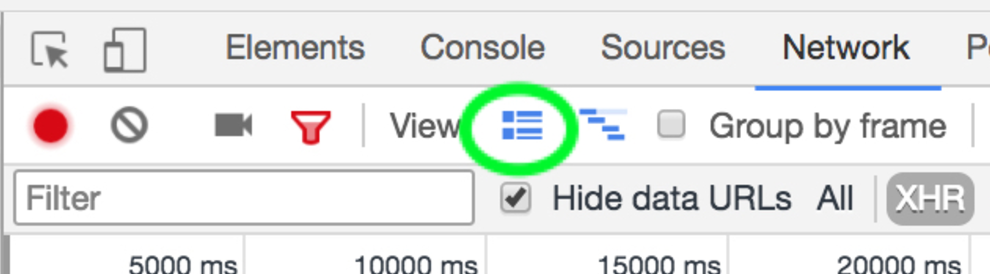 Elements Console Sources Network P
View Group by frame
Filter Hide data URLs All XHR
5000 ms 10000 ms 15000 ms 20000 ms